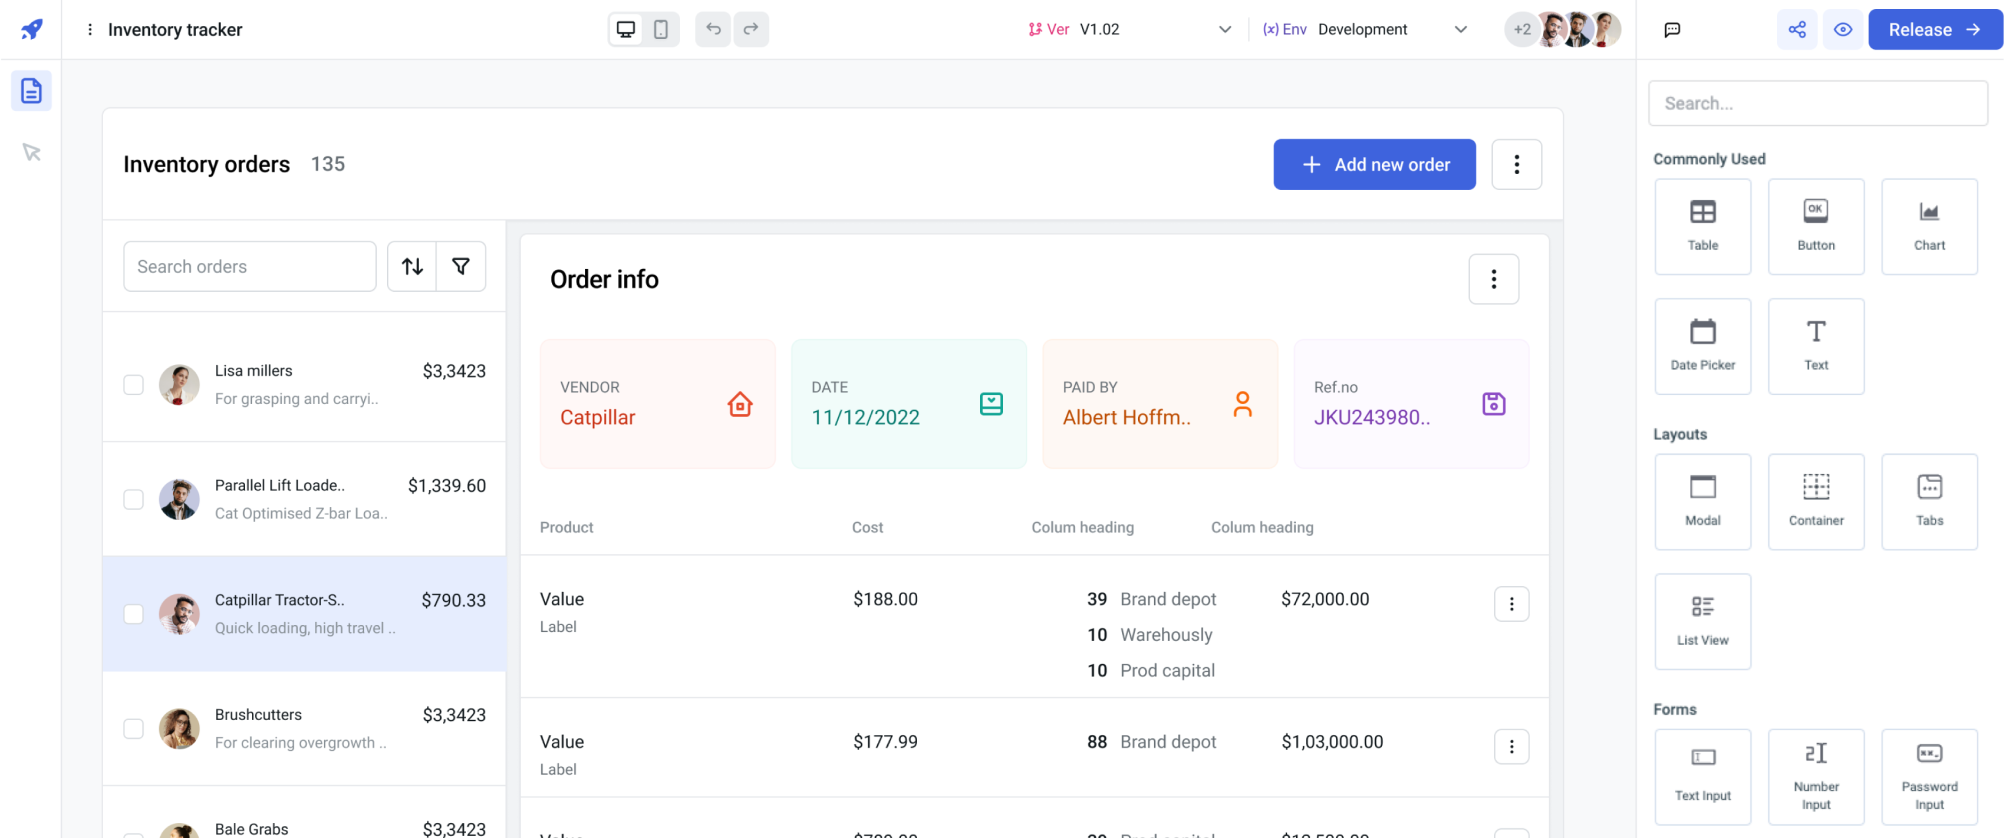 Inventory tracker
Ver V1.02
(x) Env Development
+2
Release
Inventory orders 135
Add new order
Search orders
Lisa millers $3,3423
For grasping and carryi..
Parallel Lift Loade.. $1,339.60
Cat Optimised Z-bar Loa..
Catpillar Tractor-S.. $790.33
Quick loading, high travel ..
Brushcutters $3,3423
For clearing overgrowth ..
Bale Grabs $3,3423
Order info
VENDOR
Catpillar
DATE
11/12/2022
PAID BY
Albert Hoffm..
Ref.no
JKU243980..
Product Cost Colum heading Colum heading
Value $188.00 39 Brand depot $72,000.00
Label
10 Warehously
10 Prod capital
Value $177.99 88 Brand depot $1,03,000.00
Label
Search...
Commonly Used
Table
OK
Button
Chart
Date Picker
Text
Layouts
Modal
Container
Tabs
List View
Forms
Text Input
Number
Input
Password
Input